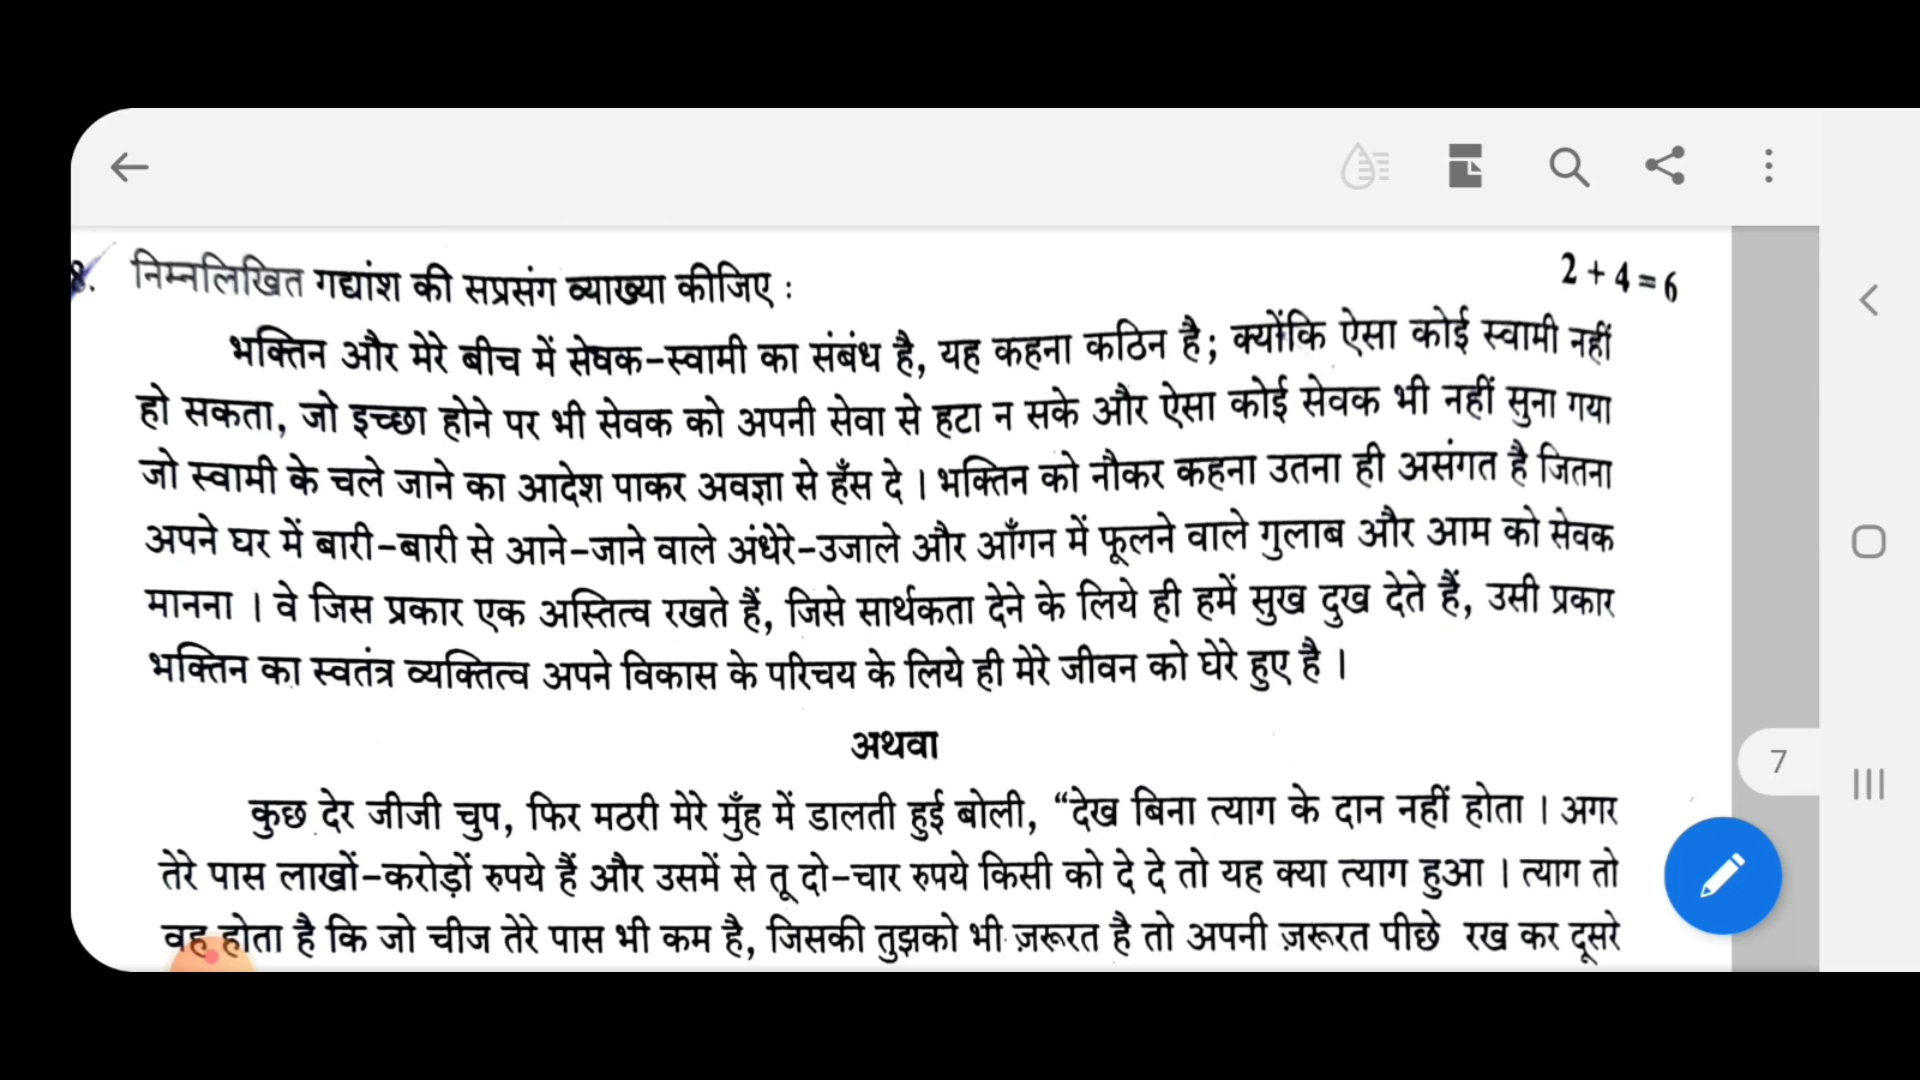 8. निम्नलिखित गद्यांश की सप्रसंग व्याख्या कीजिए : 2 + 4 = 6
भक्तिन और मेरे बीच में सेवक-स्वामी का संबंध है, यह कहना कठिन है; क्योंकि ऐसा कोई स्वामी नहीं
हो सकता, जो इच्छा होने पर भी सेवक को अपनी सेवा से हटा न सके और ऐसा कोई सेवक भी नहीं सुना गया
जो स्वामी के चले जाने का आदेश पाकर अवज्ञा से हँस दे । भक्तिन को नौकर कहना उतना ही असंगत है जितना
अपने घर में बारी-बारी से आने-जाने वाले अंधेरे-उजाले और आँगन में फूलने वाले गुलाब और आम को सेवक
मानना । वे जिस प्रकार एक अस्तित्व रखते हैं, जिसे सार्थकता देने के लिये ही हमें सुख दुख देते हैं, उसी प्रकार
भक्तिन का स्वतंत्र व्यक्तित्व अपने विकास के परिचय के लिये ही मेरे जीवन को घेरे हुए है ।
अथवा
7
कुछ देर जीजी चुप, फिर मठरी मेरे मुँह में डालती हुई बोली, “देख बिना त्याग के दान नहीं होता । अगर
तेरे पास लाखों-करोड़ों रुपये हैं और उसमें से तू दो-चार रुपये किसी को दे दे तो यह क्या त्याग हुआ । त्याग तो
वह होता है कि जो चीज तेरे पास भी कम है, जिसकी तुझको भी ज़रूरत है तो अपनी ज़रूरत पीछे रख कर दूसरे